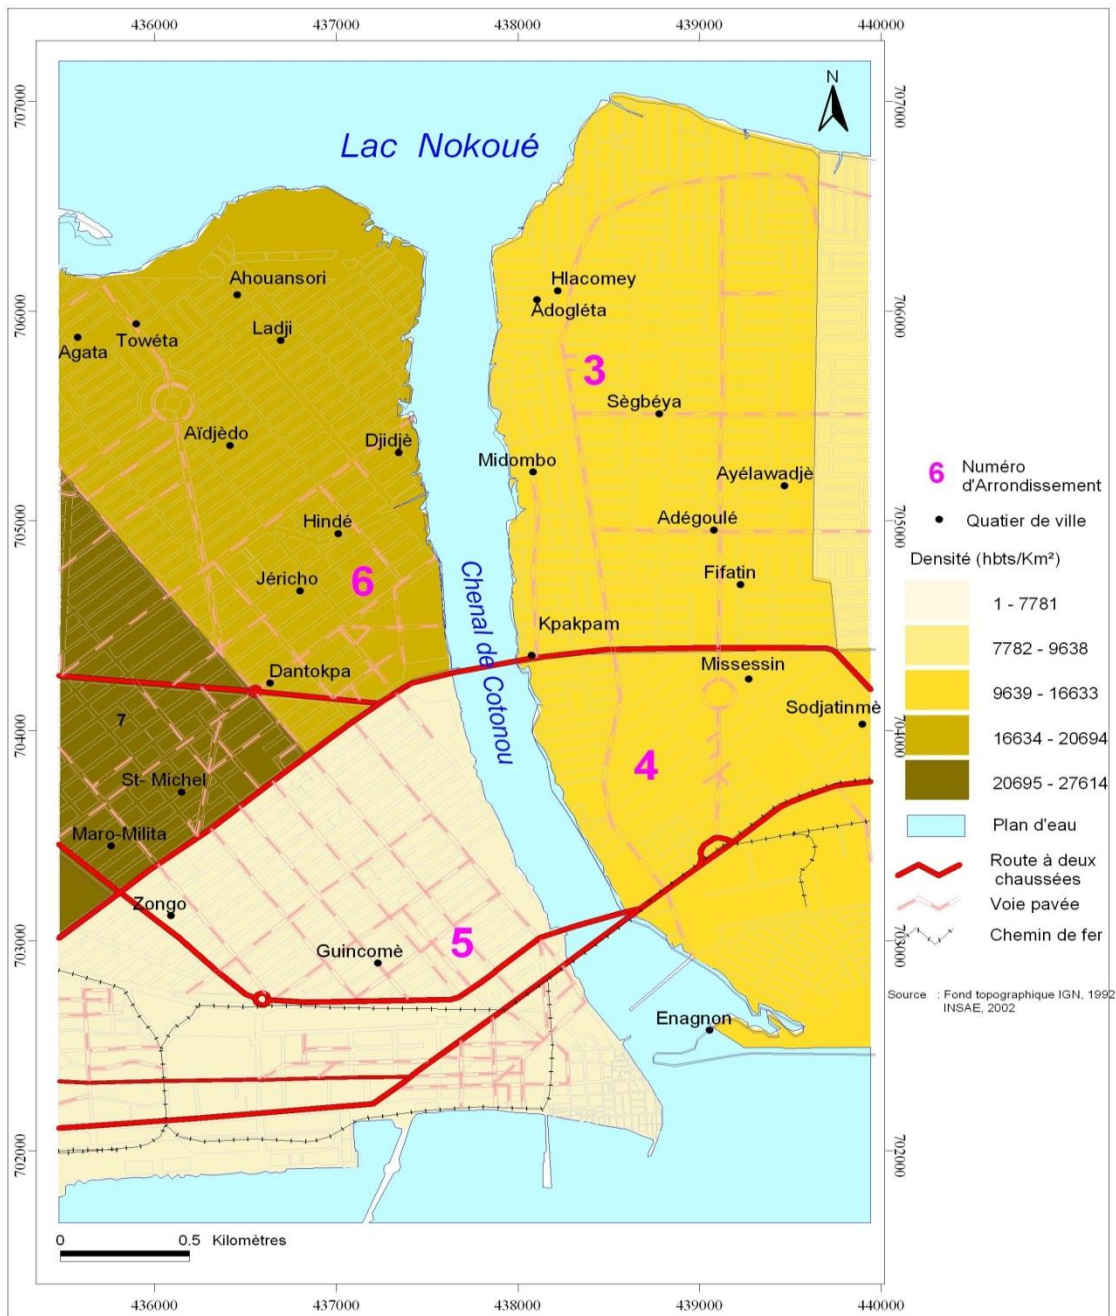 436000
437000
438000
439000
440000
707000
707000
N
Lac Nokoué
Ahouansori
Hlacomey
Adogléta
706000
706000
Towéta
Ladji
Agata
3
Sègbéya
Aïdjèdo
Djidjè
Midombo
Ayélawadjè
705000
705000
Hindé
Adégoulé
Jéricho
6
Fifatin
Chenal de Cotonou
Kpakpam
Dantokpa
Missessin
Sodjatinmè
704000
704000
7
4
St- Michel
Maro-Milita
Zongo
5
703000
703000
Guincomè
Enagnon
702000
702000
0 0.5 Kilomètres
436000
437000
438000
439000
440000
6 Numéro
d'Arrondissement
Quatier de ville
Densité (hbts/Km²)
1 - 7781
7782 - 9638
9639 - 16633
16634 - 20694
20695 - 27614
Plan d'eau
Route à deux
chaussées
Voie pavée
Chemin de fer
Source : Fond topographique IGN, 1992
INSAE, 2002